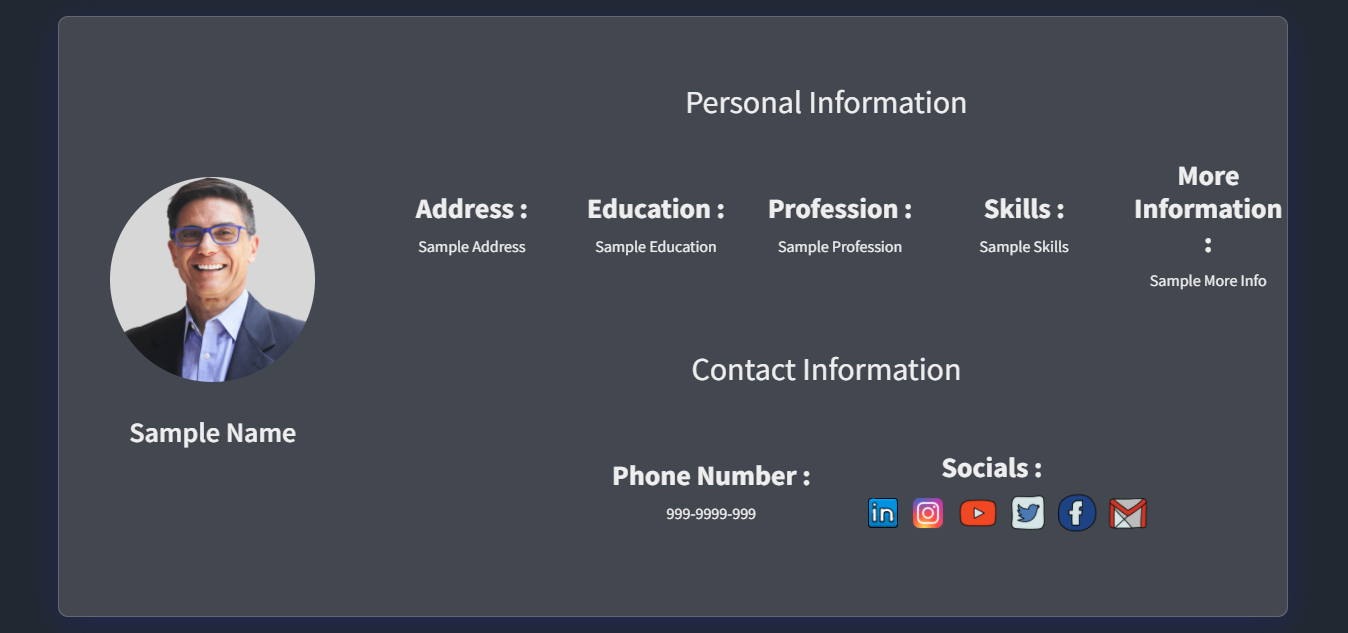 Personal Information
Address :
Sample Address
Education :
Sample Education
Profession :
Sample Profession
Skills :
Sample Skills
More
Information
:
Sample More Info
Sample Name
Contact Information
Phone Number :
999-9999-999
Socials :
in
f